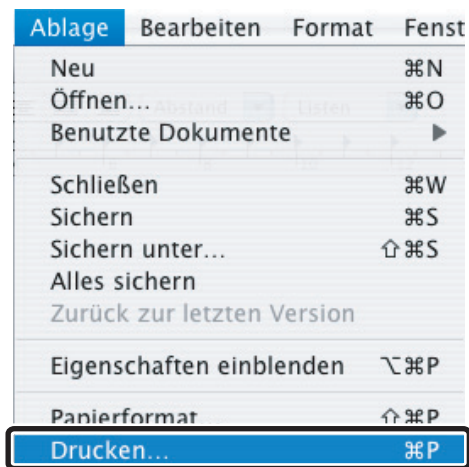 Ablage Bearbeiten Format Fenst
Neu ⌘N
Öffnen... ⌘O
Benutzte Dokumente ▶
Schließen ⌘W
Sichern ⌘S
Sichern unter... ⇧⌘S
Alles sichern
Zurück zur letzten Version
Eigenschaften einblenden ⌥⌘P
Papierformat... ⇧⌘P
Drucken... ⌘P